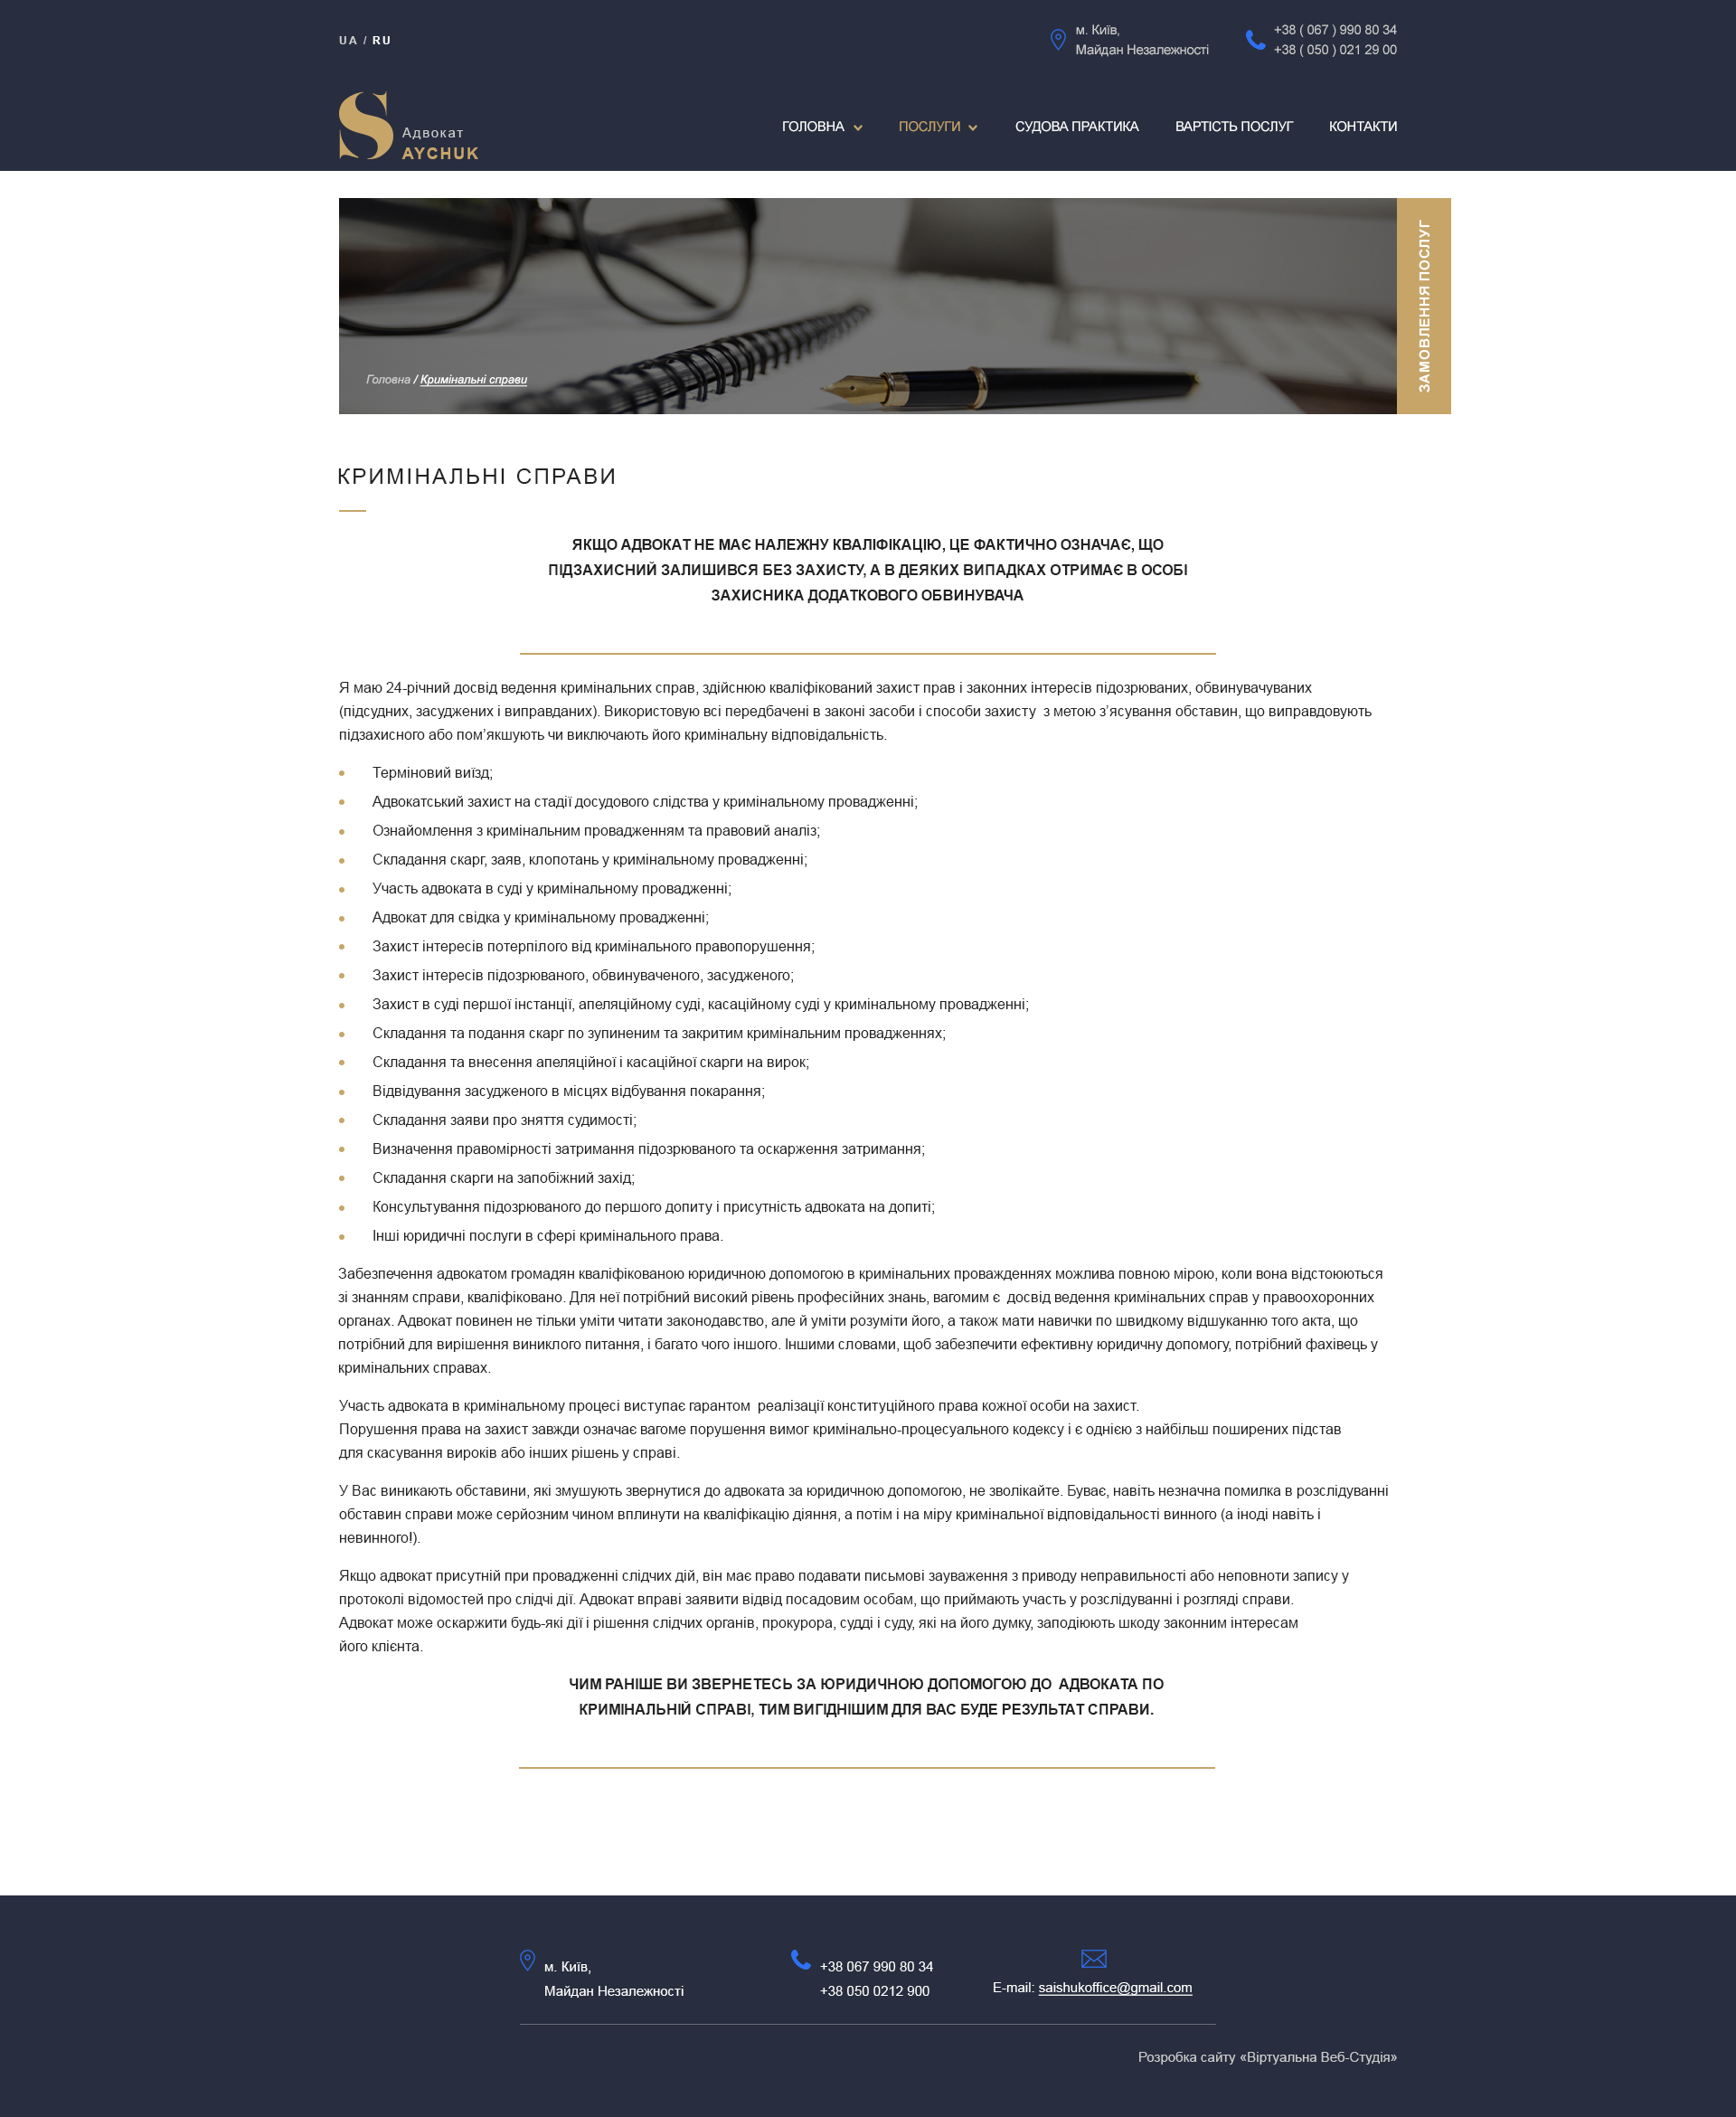 UA / RU
м. Київ,
Майдан Незалежності
+38 ( 067 ) 990 80 34
+38 ( 050 ) 021 29 00
S
Адвокат
AYCHUK
ГОЛОВНА
ПОСЛУГИ
СУДОВА ПРАКТИКА
ВАРТІСТЬ ПОСЛУГ
КОНТАКТИ
ЗАМОВЛЕННЯ ПОСЛУГ
Головна / Кримінальні справи
КРИМІНАЛЬНІ СПРАВИ
ЯКЩО АДВОКАТ НЕ МАЄ НАЛЕЖНУ КВАЛІФІКАЦІЮ, ЦЕ ФАКТИЧНО ОЗНАЧАЄ, ЩО
ПІДЗАХИСНИЙ ЗАЛИШИВСЯ БЕЗ ЗАХИСТУ, А В ДЕЯКИХ ВИПАДКАХ ОТРИМАЄ В ОСОБІ
ЗАХИСНИКА ДОДАТКОВОГО ОБВИНУВАЧА
Я маю 24-річний досвід ведення кримінальних справ, здійснюю кваліфікований захист прав і законних інтересів підозрюваних, обвинувачуваних
(підсудних, засуджених і виправданих). Використовую всі передбачені в законі засоби і способи захисту  з метою з’ясування обставин, що виправдовують
підзахисного або пом’якшують чи виключають його кримінальну відповідальність.
Терміновий виїзд;
Адвокатський захист на стадії досудового слідства у кримінальному провадженні;
Ознайомлення з кримінальним провадженням та правовий аналіз;
Складання скарг, заяв, клопотань у кримінальному провадженні;
Участь адвоката в суді у кримінальному провадженні;
Адвокат для свідка у кримінальному провадженні;
Захист інтересів потерпілого від кримінального правопорушення;
Захист інтересів підозрюваного, обвинуваченого, засудженого;
Захист в суді першої інстанції, апеляційному суді, касаційному суді у кримінальному провадженні;
Складання та подання скарг по зупиненим та закритим кримінальним провадженнях;
Складання та внесення апеляційної і касаційної скарги на вирок;
Відвідування засудженого в місцях відбування покарання;
Складання заяви про зняття судимості;
Визначення правомірності затримання підозрюваного та оскарження затримання;
Складання скарги на запобіжний захід;
Консультування підозрюваного до першого допиту і присутність адвоката на допиті;
Інші юридичні послуги в сфері кримінального права.
Забезпечення адвокатом громадян кваліфікованою юридичною допомогою в кримінальних проважденнях можлива повною мірою, коли вона відстоюються
зі знанням справи, кваліфіковано. Для неї потрібний високий рівень професійних знань, вагомим є  досвід ведення кримінальних справ у правоохоронних
органах. Адвокат повинен не тільки уміти читати законодавство, але й уміти розуміти його, а також мати навички по швидкому відшуканню того акта, що
потрібний для вирішення виниклого питання, і багато чого іншого. Іншими словами, щоб забезпечити ефективну юридичну допомогу, потрібний фахівець у
кримінальних справах.
Участь адвоката в кримінальному процесі виступає гарантом  реалізації конституційного права кожної особи на захист.
Порушення права на захист завжди означає вагоме порушення вимог кримінально-процесуального кодексу і є однією з найбільш поширених підстав
для скасування вироків або інших рішень у справі.
У Вас виникають обставини, які змушують звернутися до адвоката за юридичною допомогою, не зволікайте. Буває, навіть незначна помилка в розслідуванні
обставин справи може серйозним чином вплинути на кваліфікацію діяння, а потім і на міру кримінальної відповідальності винного (а іноді навіть і
невинного!).
Якщо адвокат присутній при провадженні слідчих дій, він має право подавати письмові зауваження з приводу неправильності або неповноти запису у
протоколі відомостей про слідчі дії. Адвокат вправі заявити відвід посадовим особам, що приймають участь у розслідуванні і розгляді справи.
Адвокат може оскаржити будь-які дії і рішення слідчих органів, прокурора, судді і суду, які на його думку, заподіюють шкоду законним інтересам
його клієнта.
ЧИМ РАНІШЕ ВИ ЗВЕРНЕТЕСЬ ЗА ЮРИДИЧНОЮ ДОПОМОГОЮ ДО  АДВОКАТА ПО
КРИМІНАЛЬНІЙ СПРАВІ, ТИМ ВИГІДНІШИМ ДЛЯ ВАС БУДЕ РЕЗУЛЬТАТ СПРАВИ.
м. Київ,
Майдан Незалежності
+38 067 990 80 34
+38 050 0212 900
E-mail: saishukoffice@gmail.com
Розробка сайту «Віртуальна Веб-Студія»